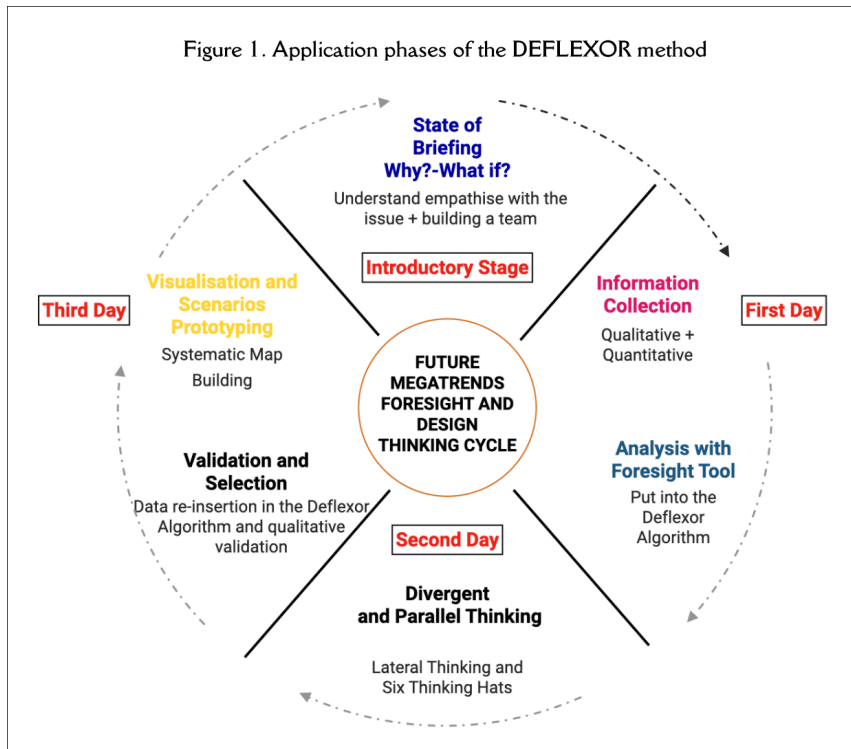 Figure 1. Application phases of the DEFLEXOR method
State of
Briefing
Why?-What if?
Understand empathise with the
issue + building a team
Introductory Stage
Information
Collection
Qualitative +
Quantitative
First Day
Analysis with
Foresight Tool
Put into the
Deflexor
Algorithm
Second Day
Divergent
and Parallel Thinking
Lateral Thinking and
Six Thinking Hats
Validation and
Selection
Data re-insertion in the Deflexor
Algorithm and qualitative
validation
Third Day
Visualisation and
Scenarios
Prototyping
Systematic Map
Building
FUTURE
MEGATRENDS
FORESIGHT AND
DESIGN
THINKING CYCLE